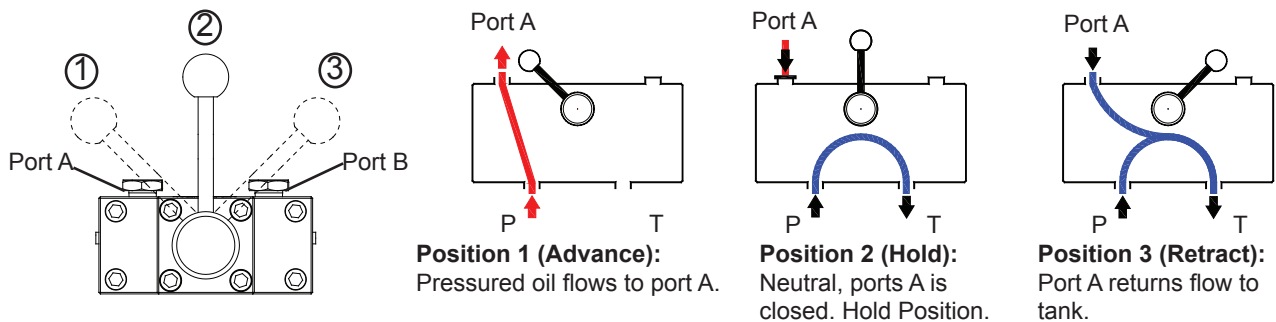 ②
①
③
Port A
Port B
Port A
P
T
Position 1 (Advance):
Pressured oil flows to port A.
Port A
P
T
Position 2 (Hold):
Neutral, ports A is
closed. Hold Position.
Port A
P
T
Position 3 (Retract):
Port A returns flow to
tank.